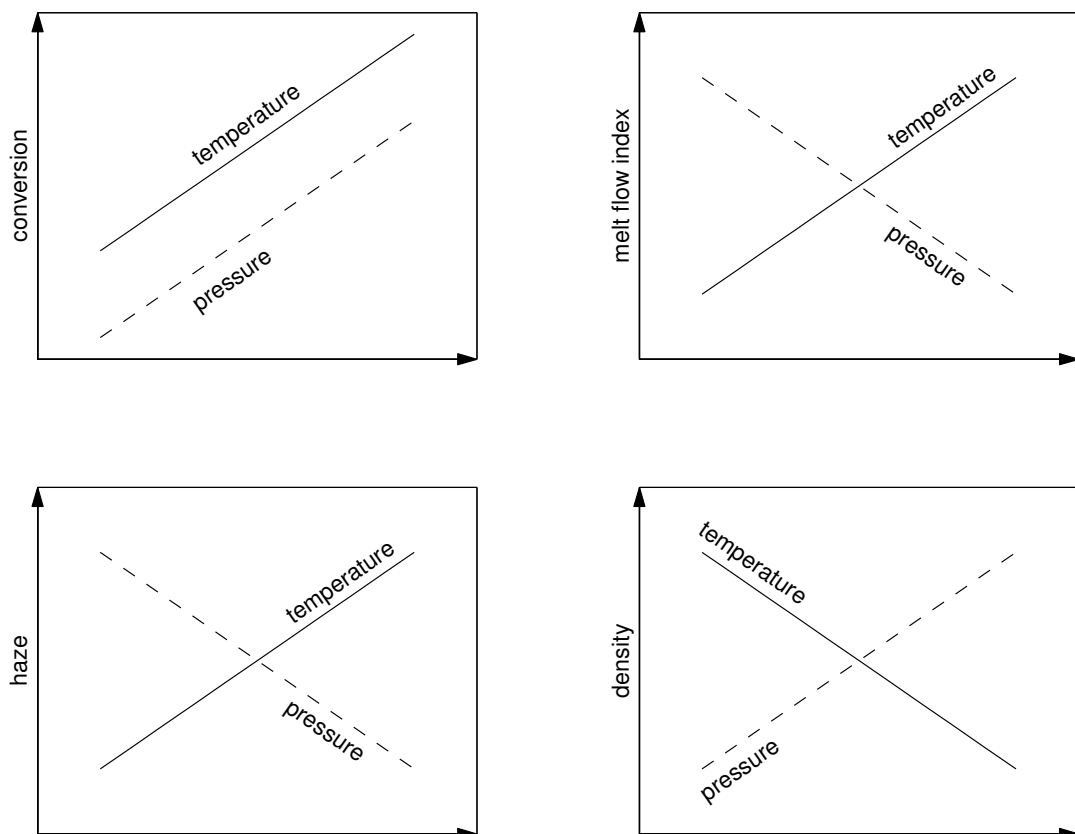 conversion
temperature
pressure
melt flow index
temperature
pressure
haze
temperature
pressure
density
temperature
pressure